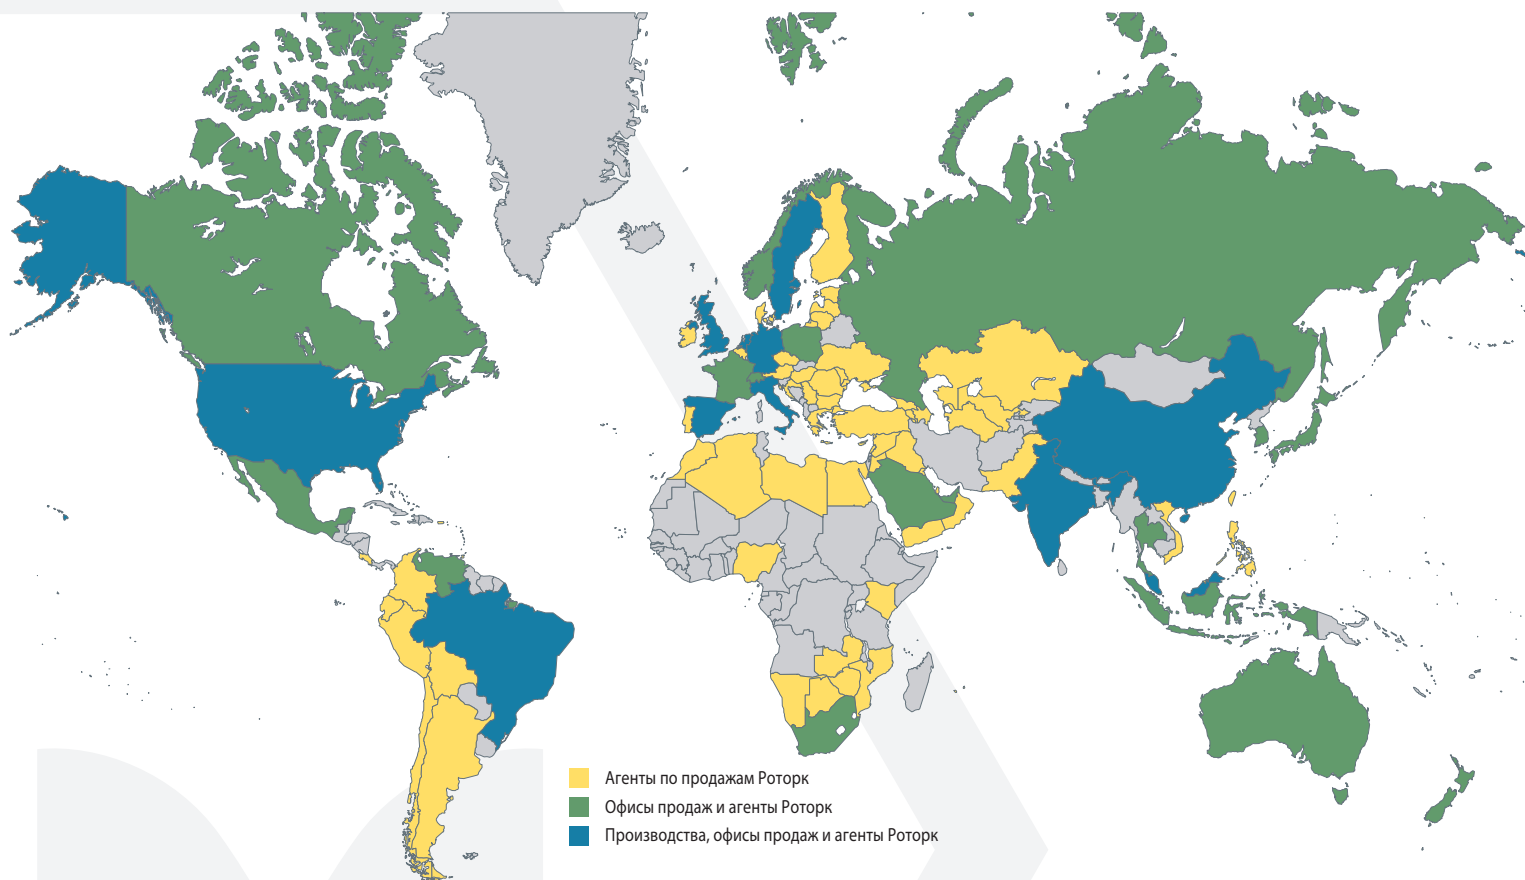 Агенты по продажам Роторк
Офисы продаж и агенты Роторк
Производства, офисы продаж и агенты Роторк